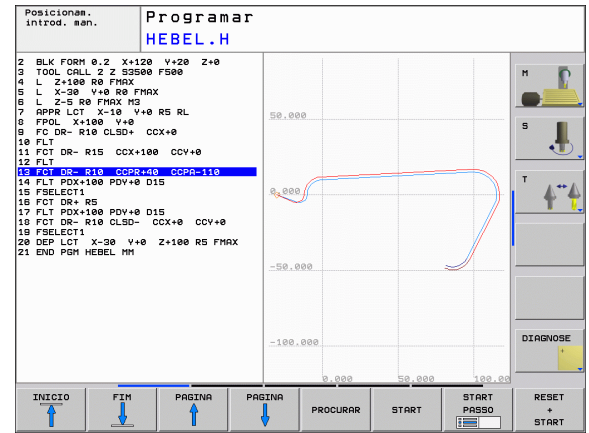 Posicionam.
introd. man.
Programar
HEBEL.H
2 BLK FORM 0.2 X+120 Y+20 Z+0
3 TOOL CALL 2 Z S3500 F500
4 L Z+100 R0 FMAX
5 L X-30 Y+0 R0 FMAX
6 L Z-5 R0 FMAX M3
7 APPR LCT X-10 Y+0 R5 RL
8 FPOL X+100 Y+0
9 FC DR- R10 CLSD+ CCX+0
10 FLT
11 FCT DR- R15 CCX+100 CCY+0
12 FLT
13 FCT DR- R10 CCPR+40 CCPA-110
14 FLT PDX+100 PDY+0 D15
15 FSELECT1
16 FCT DR+ R5
17 FLT PDX+100 PDY+0 D15
18 FCT DR- R10 CLSD- CCX+0 CCY+0
19 FSELECT1
20 DEP LCT X-30 Y+0 Z+100 R5 FMAX
21 END PGM HEBEL MM
50.000
0.000
-50.000
-100.000
0.000 50.000 100.00
M
S
T
DIAGNOSE
INICIO
FIM
PAGINA
PAGINA
PROCURAR
START
START
PASSO
RESET
+
START